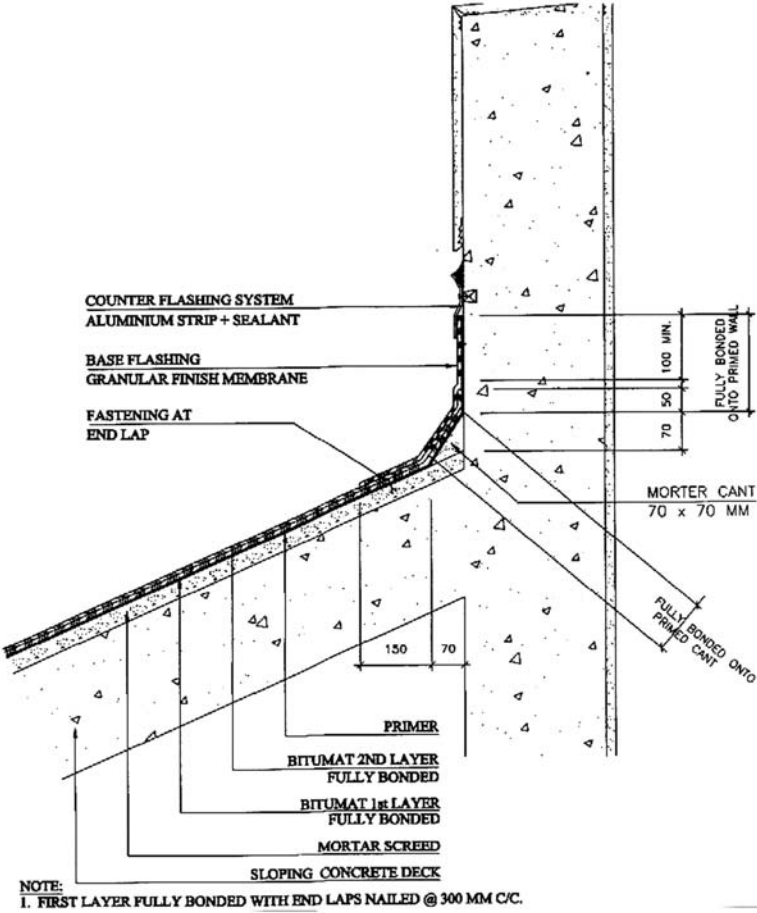 COUNTER FLASHING SYSTEM
ALUMINIUM STRIP + SEALANT
BASE FLASHING
GRANULAR FINISH MEMBRANE
FASTENING AT
END LAP
100 MIN.
50
70
FULLY BONDED
ONTO PRIMED WALL
MORTER CANT
70 x 70 MM
FULLY BONDED ONTO
PRIMED CANT
150
70
PRIMER
BITUMAT 2ND LAYER
FULLY BONDED
BITUMAT 1st LAYER
FULLY BONDED
MORTAR SCREED
SLOPING CONCRETE DECK
NOTE:
1. FIRST LAYER FULLY BONDED WITH END LAPS NAILED @ 300 MM C/C.